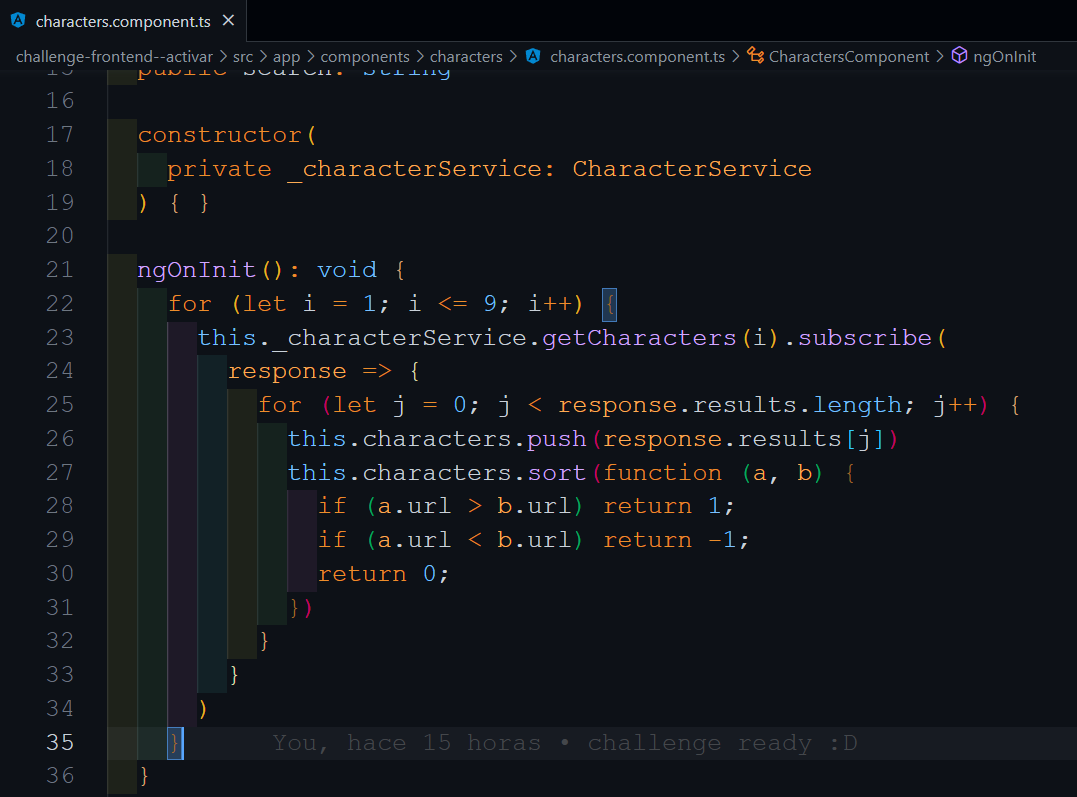 characters.component.ts ×
challenge-frontend--activar > src > app > components > characters > characters.component.ts > CharactersComponent > ngOnInit
15 public search: string
16
17 constructor(
18 private _characterService: CharacterService
19 ) { }
20
21 ngOnInit(): void {
22 for (let i = 1; i <= 9; i++) {
23 this._characterService.getCharacters(i).subscribe(
24 response => {
25 for (let j = 0; j < response.results.length; j++) {
26 this.characters.push(response.results[j])
27 this.characters.sort(function (a, b) {
28 if (a.url > b.url) return 1;
29 if (a.url < b.url) return -1;
30 return 0;
31 })
32 }
33 }
34 )
35 } You, hace 15 horas • challenge ready :D
36 }